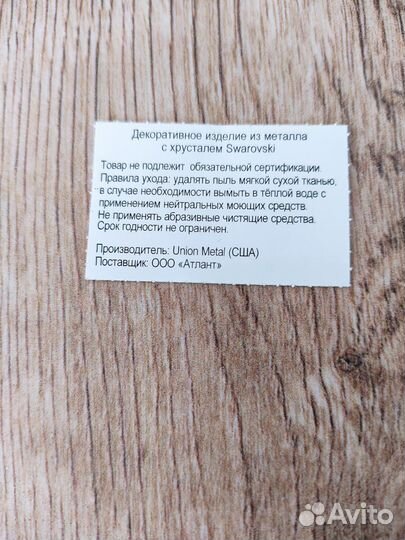 Декоративное изделие из металла
с хрусталем Swarovski
Товар не подлежит обязательной сертификации.
Правила ухода: удалять пыль мягкой сухой тканью,
в случае необходимости вымыть в тёплой воде с
применением нейтральных моющих средств.
Не применять абразивные чистящие средства.
Срок годности не ограничен.
Производитель: Union Metal (США)
Поставщик: ООО «Атлант»
Avito